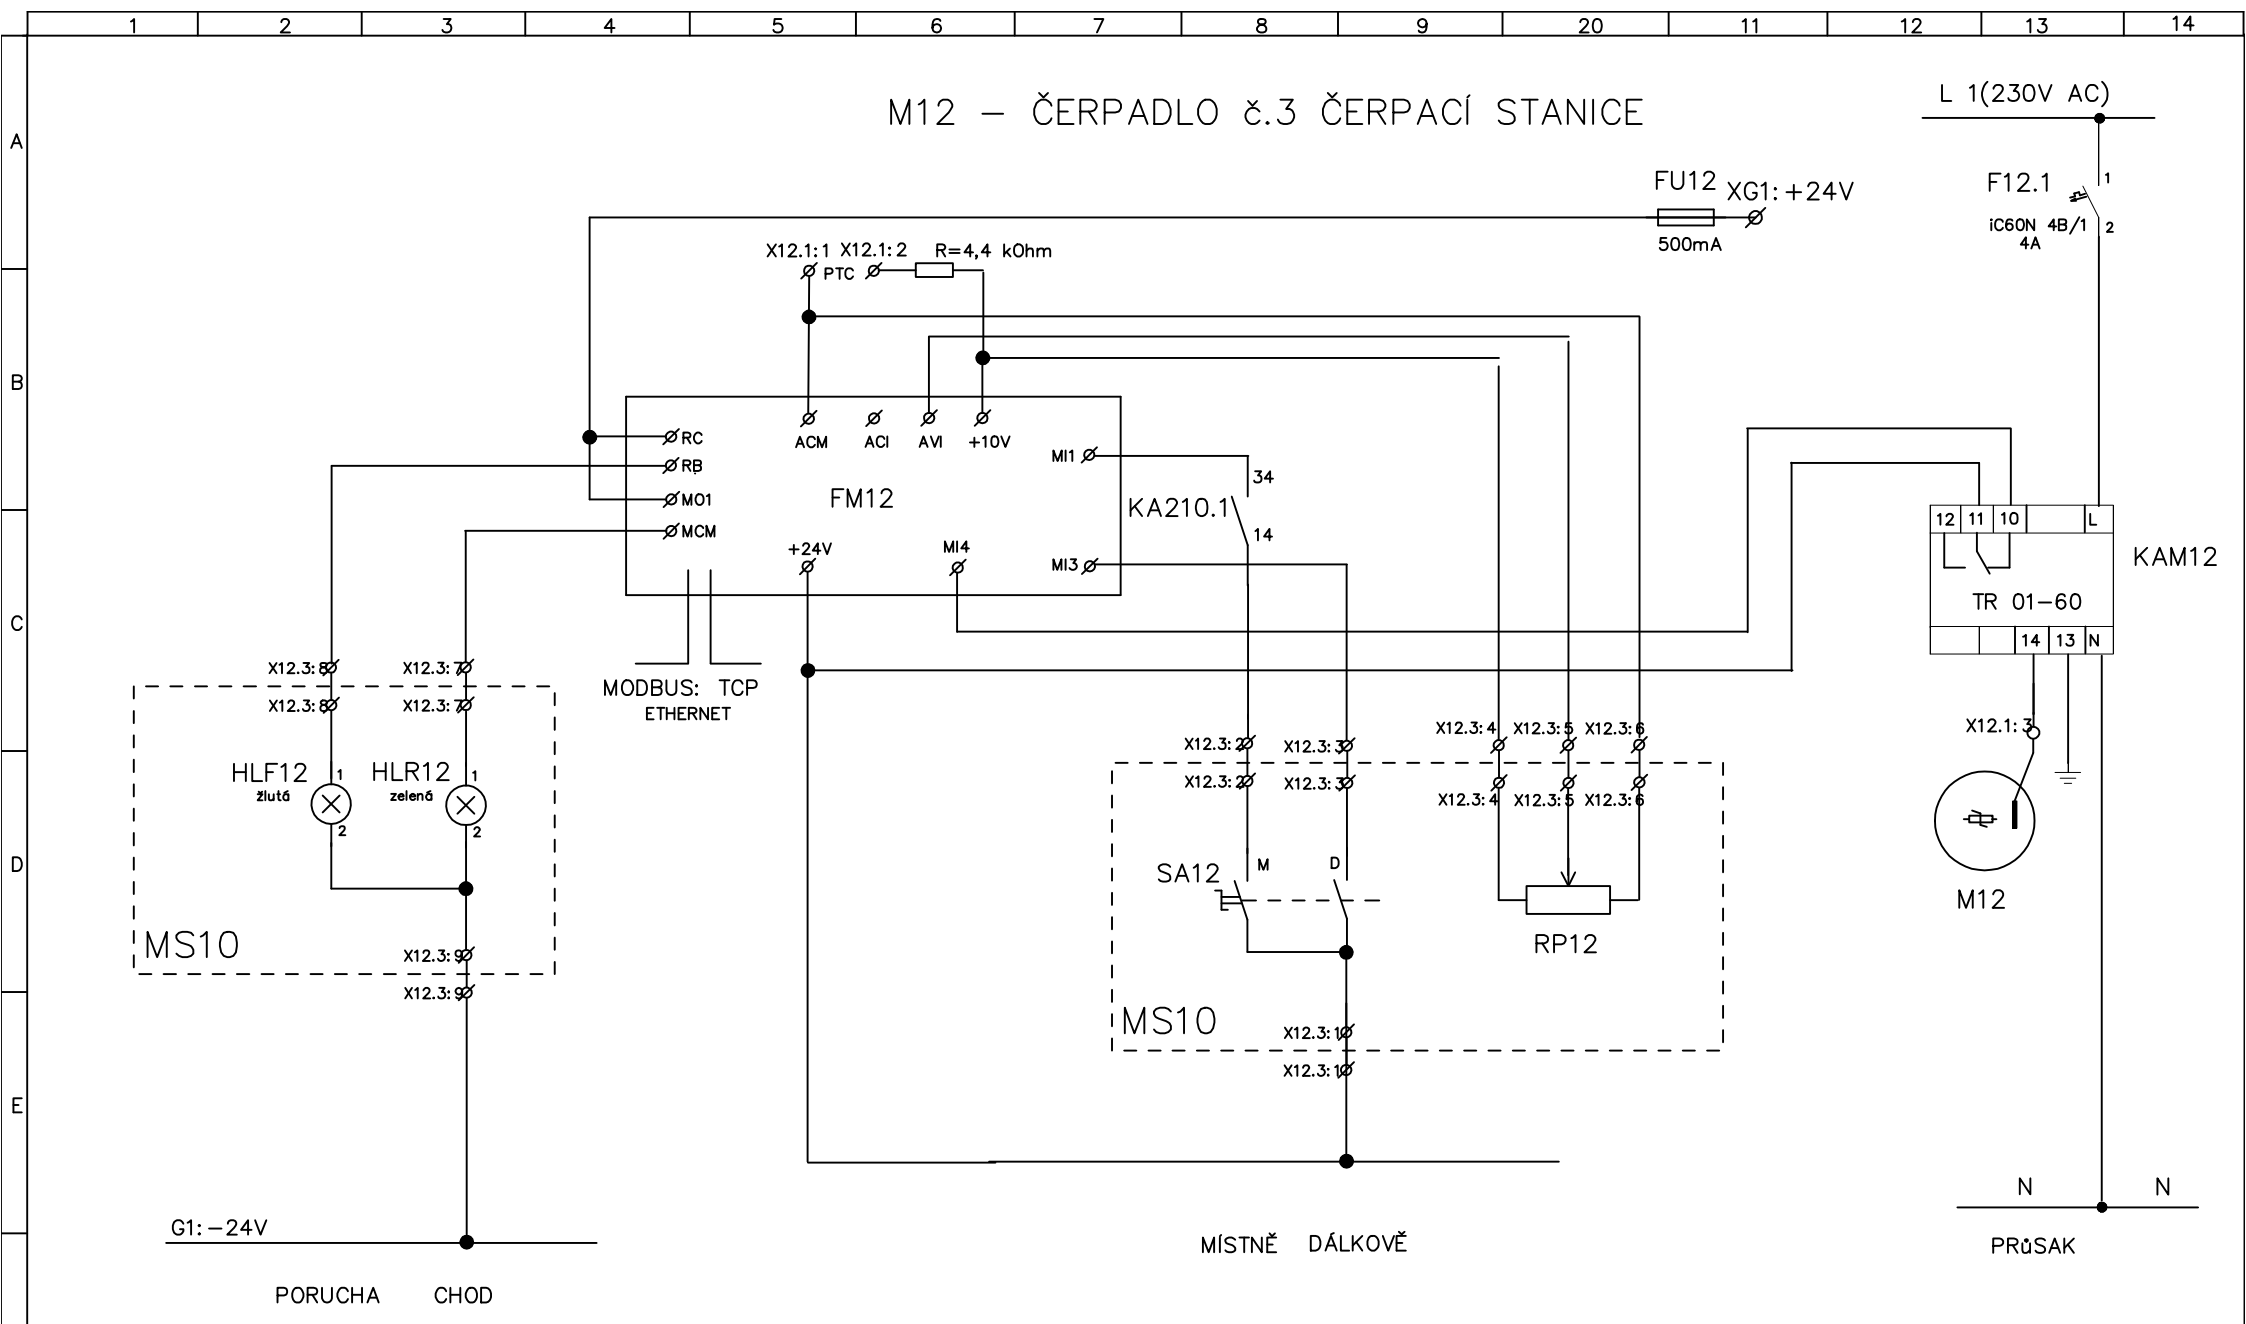 1 2 3 4 5 6 7 8 9 20 11 12 13 14
A
B
C
D
E
M12 – ČERPADLO č.3 ČERPACÍ STANICE
L 1(230V AC)
FU12 XG1:+24V
500mA
F12.1
1
iC60N 4B/1 2
4A
X12.1:1 X12.1:2 R=4,4 kOhm
PTC
RC
RB
MO1
MCM
ACM ACI AVI +10V
FM12
MI1
+24V MI4
MI3
34
KA210.1
14
12 11 10 L
KAM12
TR 01-60
14 13 N
MODBUS: TCP
ETHERNET
X12.3:8 X12.3:7
X12.3:8 X12.3:7
HLF12 1 HLR12 1
žlutá zelená
2 2
MS10
X12.3:9
X12.3:9
X12.3:2 X12.3:3 X12.3:4 X12.3:5 X12.3:6
X12.3:2 X12.3:3 X12.3:4 X12.3:5 X12.3:6
SA12 M D
RP12
MS10
X12.3:1
X12.3:1
X12.1:3
M12
N N
G1:-24V
MÍSTNĚ DÁLKOVĚ
PRůSAK
PORUCHA CHOD